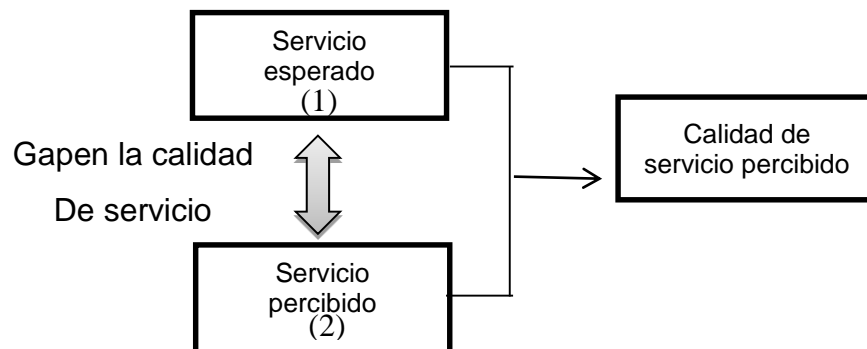 Servicio
esperado
(1)
Gapen la calidad
De servicio
Servicio
percibido
(2)
Calidad de
servicio percibido